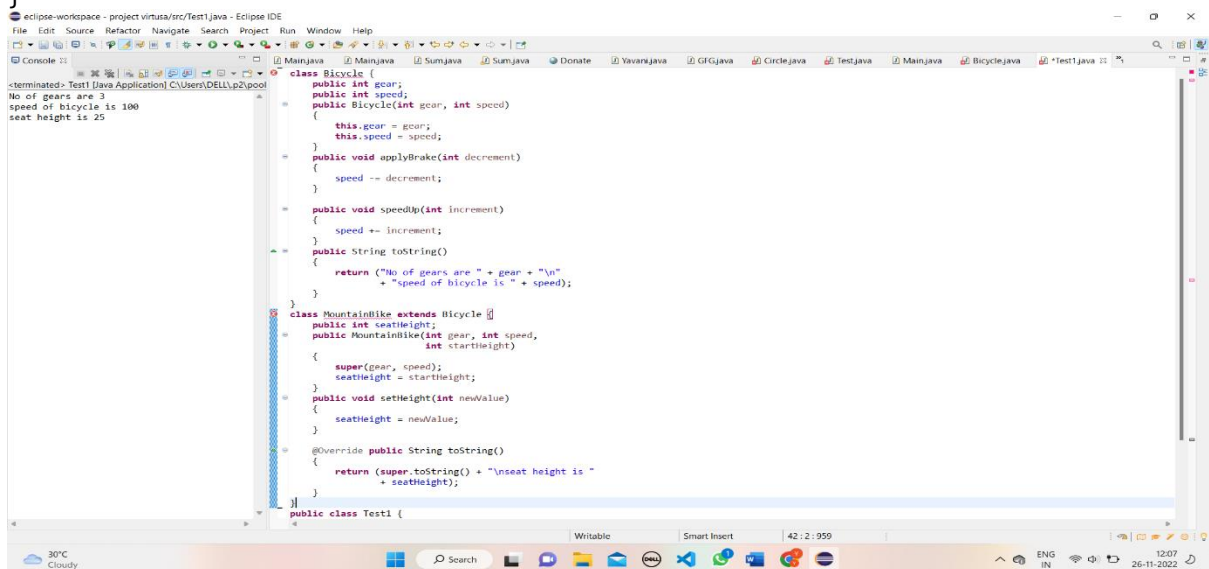 }
eclipse-workspace - project virtusa/src/Test1.java - Eclipse IDE
File Edit Source Refactor Navigate Search Project Run Window Help
Console
Main.java Main.java Sum.java Sum.java Donate Yavani.java GFG.java Circle.java Test.java Main.java Bicycle.java *Test1.java
<terminated> Test1 [Java Application] C:\Users\DELL\.p2\pool
No of gears are 3
speed of bicycle is 100
seat height is 25
class Bicycle {
public int gear;
public int speed;
public Bicycle(int gear, int speed)
{
this.gear = gear;
this.speed = speed;
}
public void applyBrake(int decrement)
{
speed -= decrement;
}
public void speedUp(int increment)
{
speed += increment;
}
public String toString()
{
return ("No of gears are " + gear + "\n"
+ "speed of bicycle is " + speed);
}
}
class MountainBike extends Bicycle {
public int seatHeight;
public MountainBike(int gear, int speed,
int startHeight)
{
super(gear, speed);
seatHeight = startHeight;
}
public void setHeight(int newValue)
{
seatHeight = newValue;
}
@Override public String toString()
{
return (super.toString() + "\nseat height is "
+ seatHeight);
}
}
public class Test1 {
Writable Smart Insert 42 : 2 : 959
30°C
Cloudy
Search
DELL
ENG
IN
12:07
26-11-2022